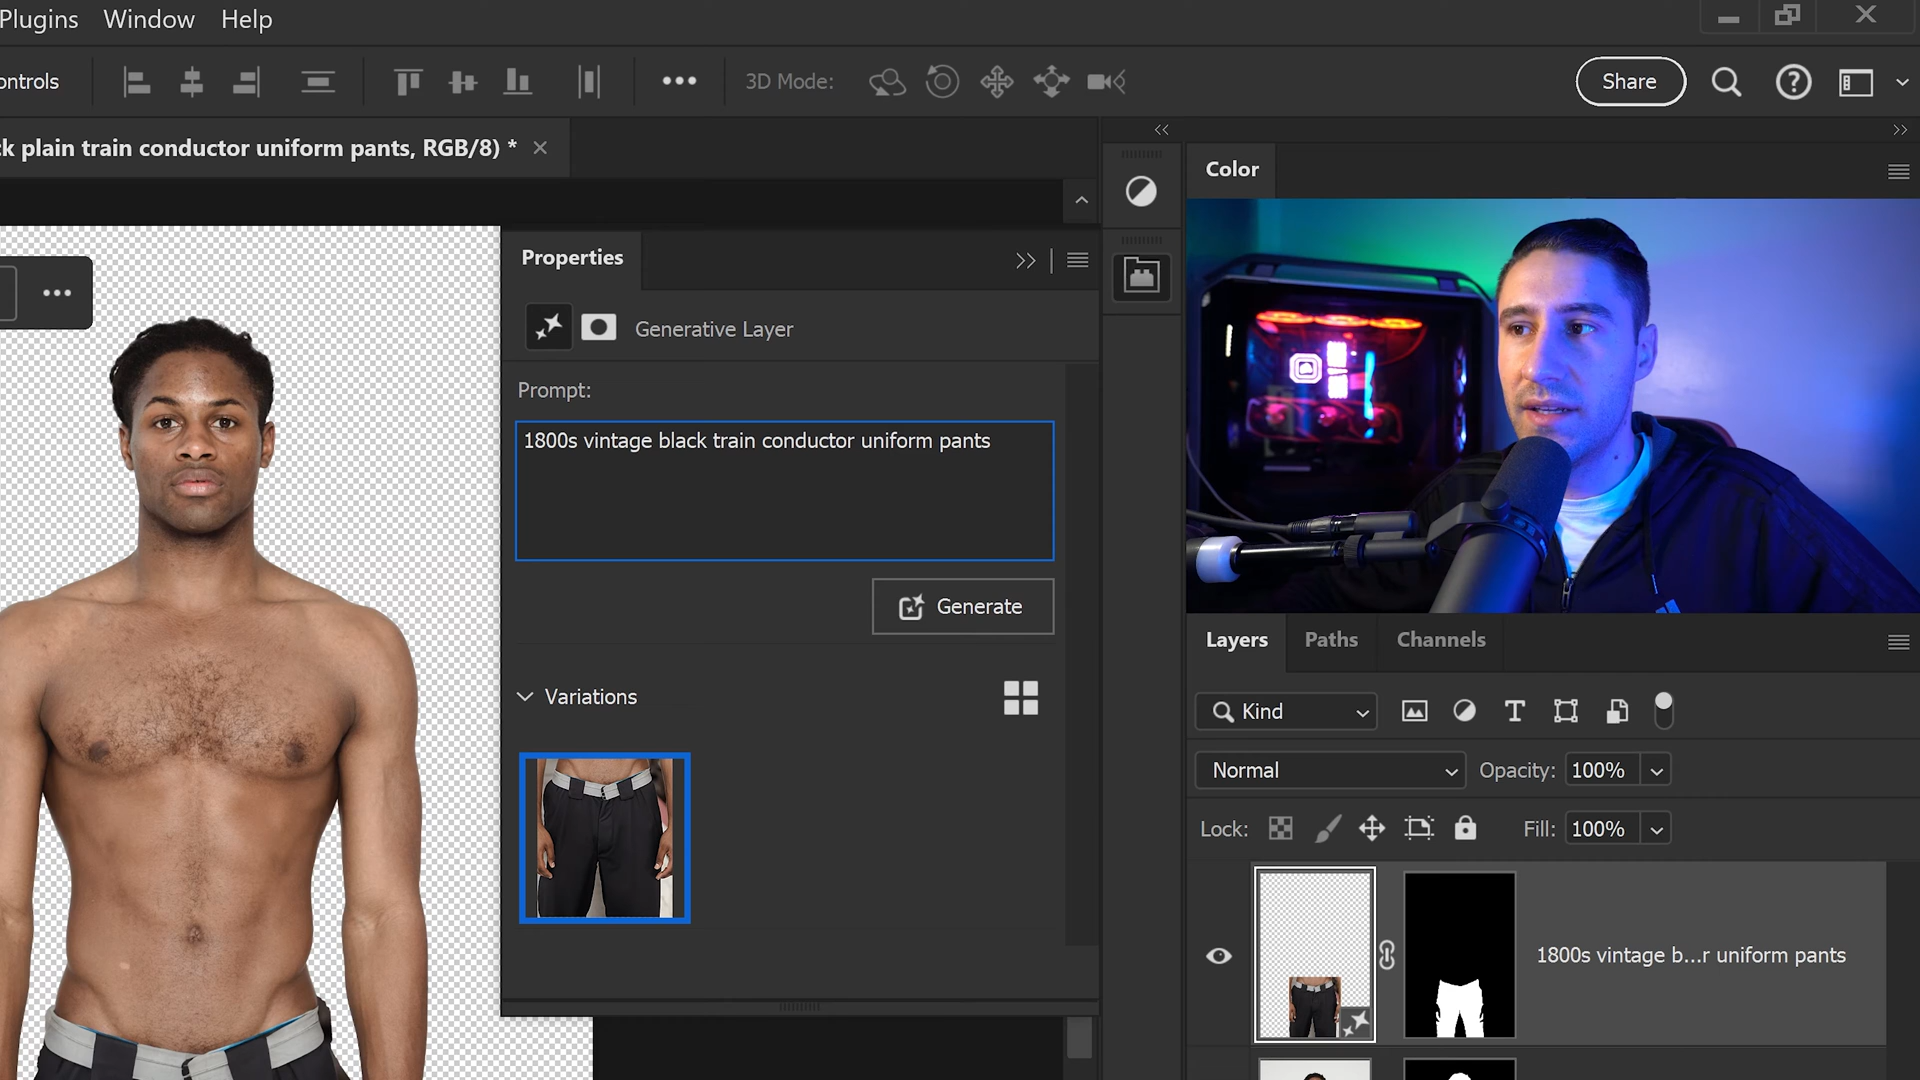 Plugins Window Help
ontrols
3D Mode:
Share
ck plain train conductor uniform pants, RGB/8) *
Color
Properties
Generative Layer
Prompt:
1800s vintage black train conductor uniform pants
Generate
Variations
Layers Paths Channels
Kind
Normal Opacity: 100%
Lock: Fill: 100%
1800s vintage b...r uniform pants